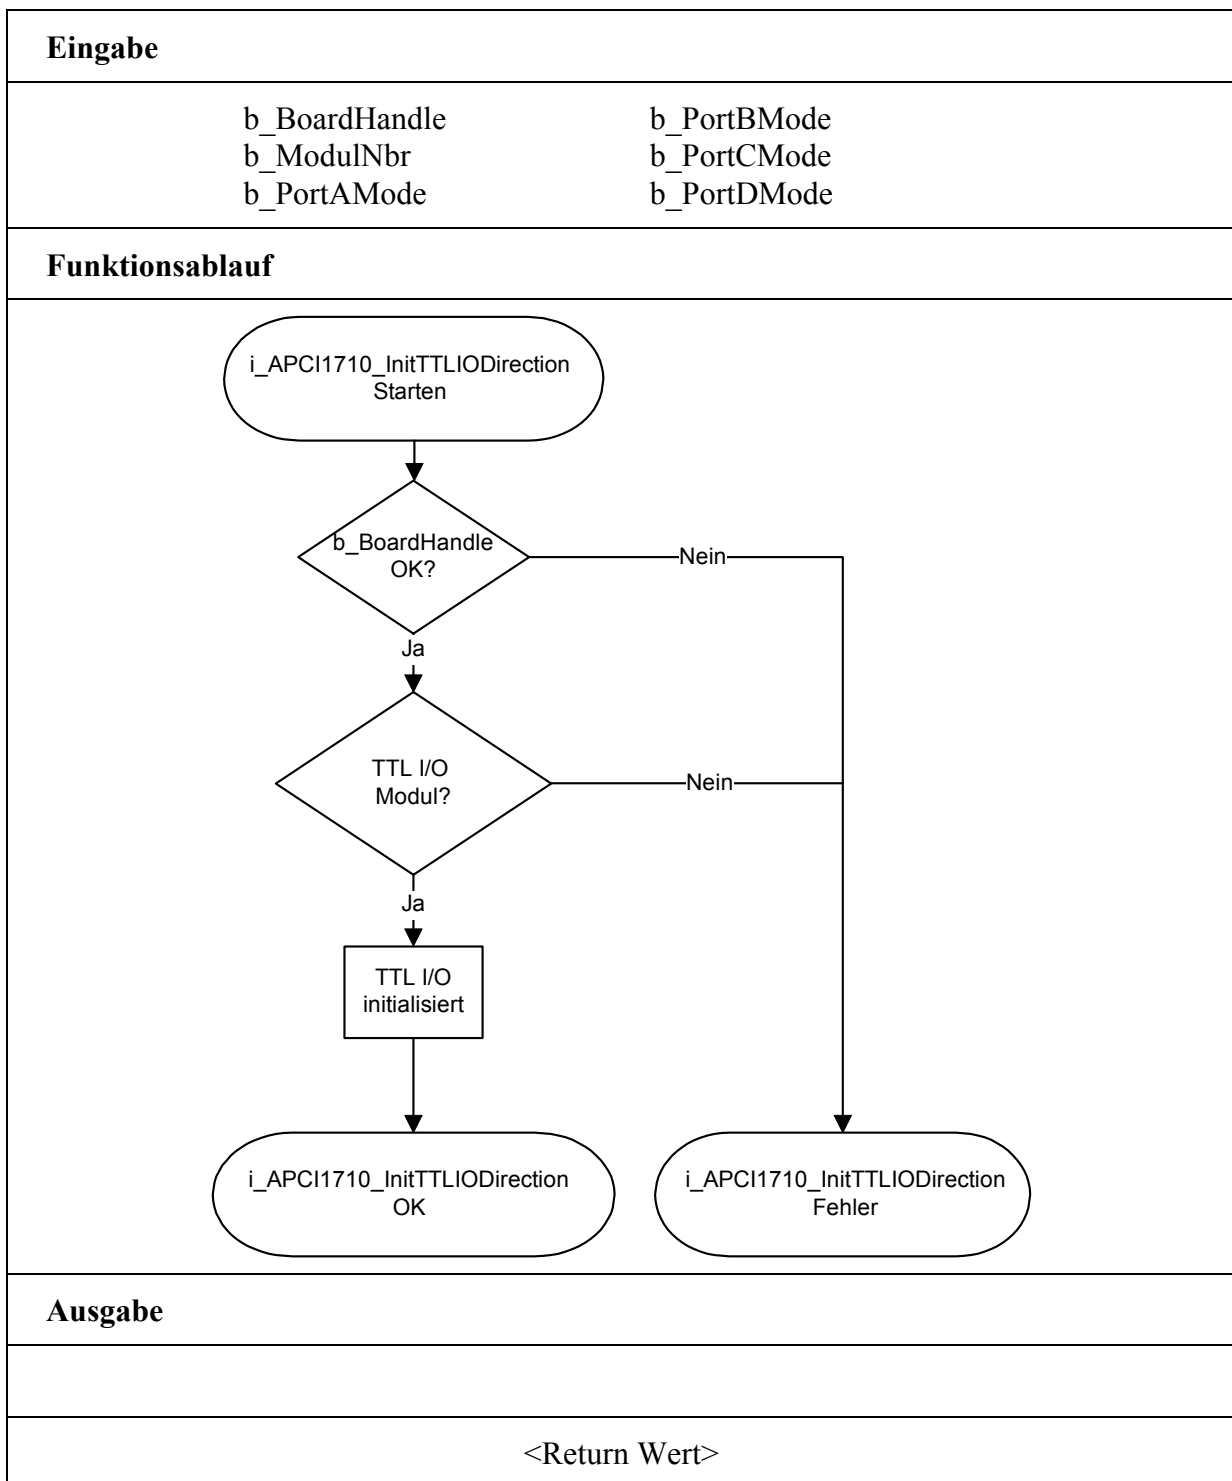 Eingabe
b_BoardHandle b_PortBMode
b_ModulNbr b_PortCMode
b_PortAMode b_PortDMode
Funktionsablauf
i_APCI1710_InitTTLIODirection
Starten
b_BoardHandle
OK?
Nein
Ja
TTL I/O
Modul?
Nein
Ja
TTL I/O
initialisiert
i_APCI1710_InitTTLIODirection
OK
i_APCI1710_InitTTLIODirection
Fehler
Ausgabe
<Return Wert>